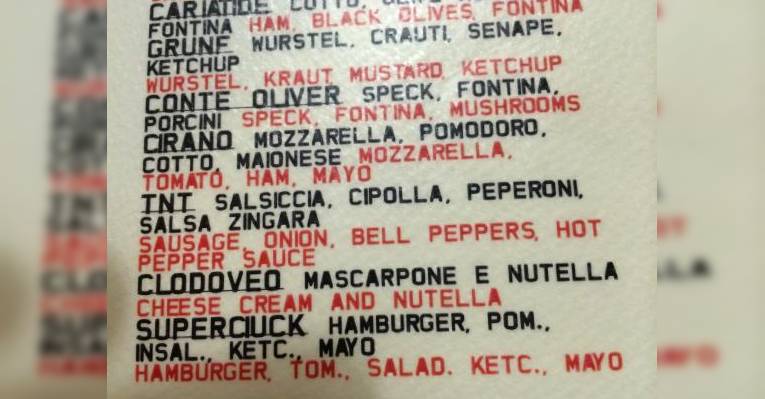 CARIATIDE COTTO,
FONTINA HAM, BLACK OLIVES, FONTINA
GRUNF WURSTEL, CRAUTI, SENAPE,
KETCHUP
WURSTEL, KRAUT, MUSTARD, KETCHUP
CONTE OLIVER SPECK, FONTINA,
PORCINI SPECK, FONTINA, MUSHROOMS
CIRANO MOZZARELLA, POMODORO,
COTTO, MAIONESE MOZZARELLA,
TOMATO, HAM, MAYO
TNT SALSICCIA, CIPOLLA, PEPERONI,
SALSA ZINGARA
SAUSAGE, ONION, BELL PEPPERS, HOT
PEPPER SAUCE
CLODOVEO MASCARPONE E NUTELLA
CHEESE CREAM AND NUTELLA
SUPERCIUCK HAMBURGER, POM.,
INSAL., KETC., MAYO
HAMBURGER, TOM., SALAD. KETC., MAYO